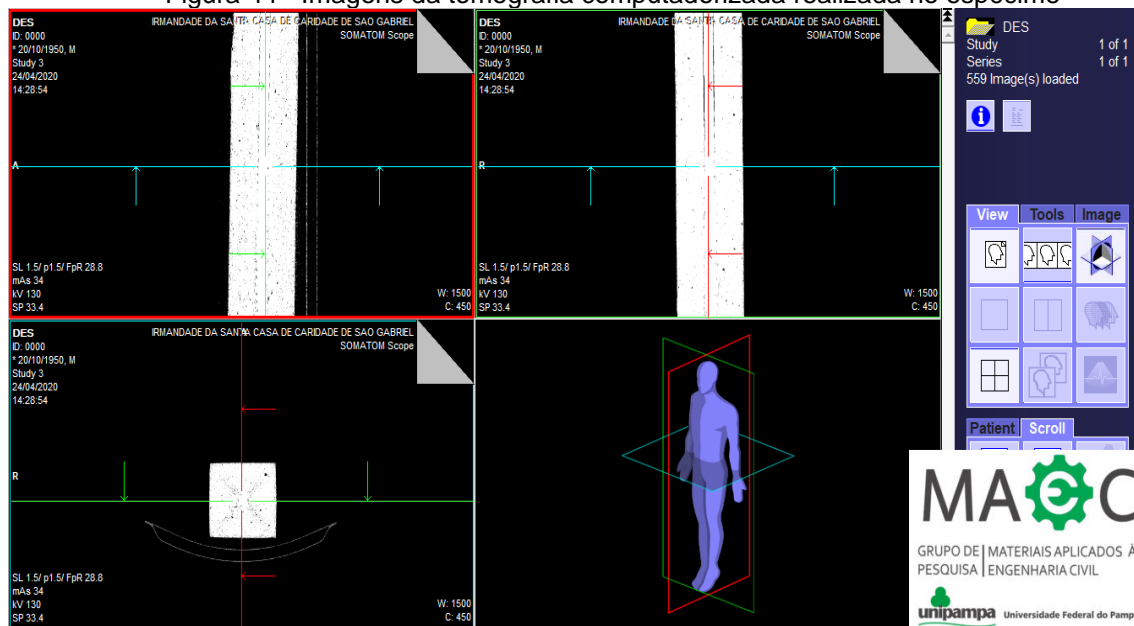 Figura 44 - Imagens da tomografia computadorizada realizada no espécime
DES
ID: 0000
* 20/10/1950, M
Study 3
24/04/2020
14:28:54
IRMANDADE DA SANTA CASA DE CARIDADE DE SAO GABRIEL
SOMATOM Scope
A
SL 1.5/ p1.5/ FpR 28.8
mAs 34
kV 130
SP 33.4
W: 1500
C: 450
DES
ID: 0000
* 20/10/1950, M
Study 3
24/04/2020
14:28:54
IRMANDADE DA SANTA CASA DE CARIDADE DE SAO GABRIEL
SOMATOM Scope
R
SL 1.5/ p1.5/ FpR 28.8
mAs 34
kV 130
SP 33.4
W: 1500
C: 450
DES
ID: 0000
* 20/10/1950, M
Study 3
24/04/2020
14:28:54
IRMANDADE DA SANTA CASA DE CARIDADE DE SAO GABRIEL
SOMATOM Scope
R
SL 1.5/ p1.5/ FpR 28.8
mAs 34
kV 130
SP 33.4
W: 1500
C: 450
DES
Study 1 of 1
Series 1 of 1
559 Image(s) loaded
View Tools Image
Patient Scroll
MAEC
GRUPO DE MATERIAIS APLICADOS À
PESQUISA ENGENHARIA CIVIL
unipampa Universidade Federal do Pamp